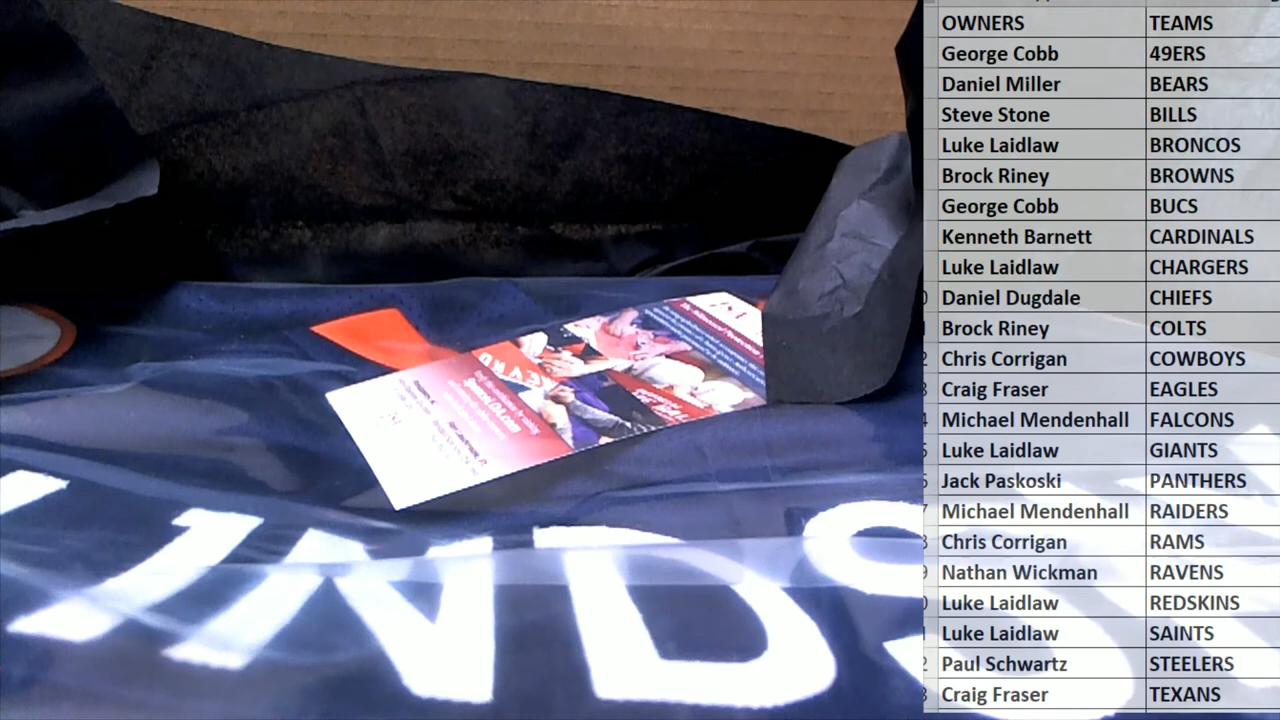 OWNERS TEAMS
George Cobb 49ERS
Daniel Miller BEARS
Steve Stone BILLS
Luke Laidlaw BRONCOS
Brock Riney BROWNS
George Cobb BUCS
Kenneth Barnett CARDINALS
Luke Laidlaw CHARGERS
Daniel Dugdale CHIEFS
Brock Riney COLTS
Chris Corrigan COWBOYS
Craig Fraser EAGLES
Michael Mendenhall FALCONS
Luke Laidlaw GIANTS
Jack Paskoski PANTHERS
Michael Mendenhall RAIDERS
Chris Corrigan RAMS
Nathan Wickman RAVENS
Luke Laidlaw REDSKINS
Luke Laidlaw SAINTS
Paul Schwartz STEELERS
Craig Fraser TEXANS
INDS